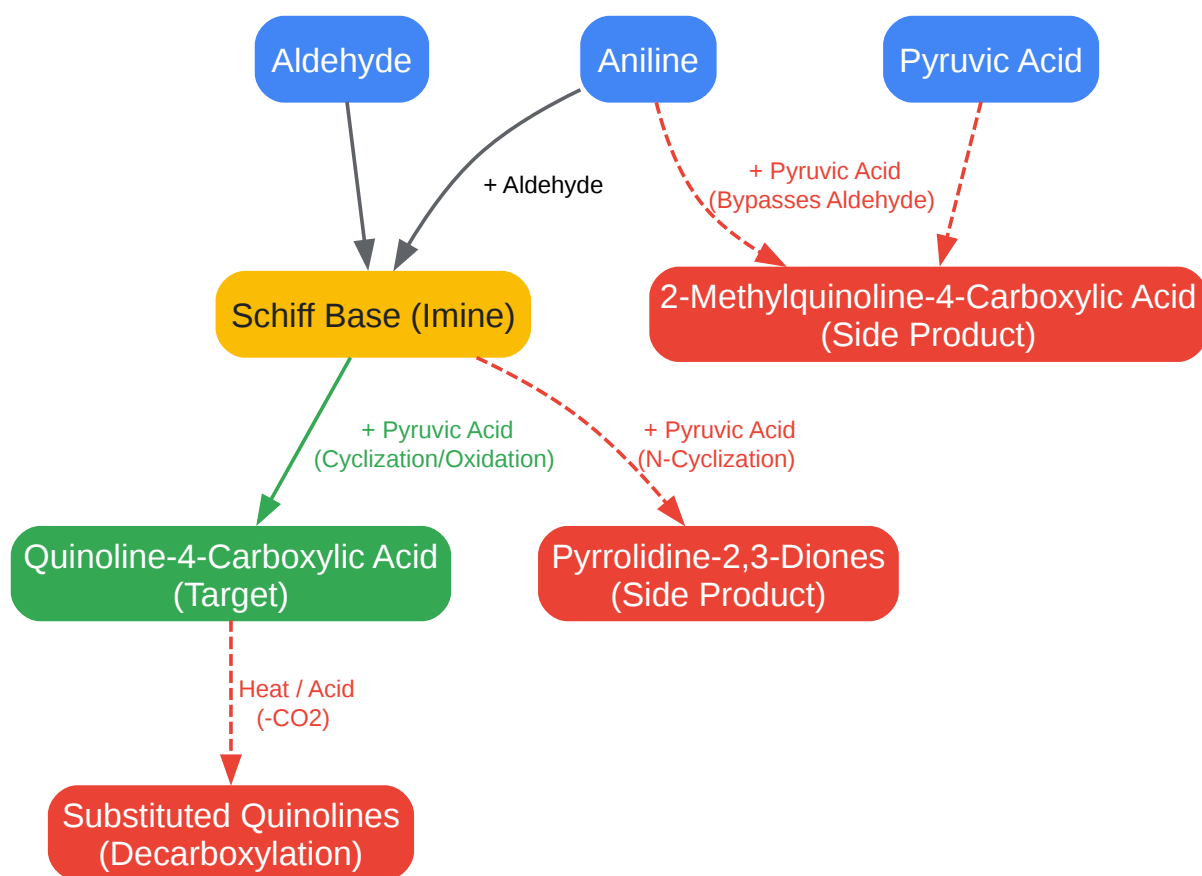 Aldehyde
Aniline
Pyruvic Acid
+ Aldehyde
+ Pyruvic Acid
(Bypasses Aldehyde)
Schiff Base (Imine)
2-Methylquinoline-4-Carboxylic Acid
(Side Product)
+ Pyruvic Acid
(Cyclization/Oxidation)
+ Pyruvic Acid
(N-Cyclization)
Quinoline-4-Carboxylic Acid
(Target)
Pyrrolidine-2,3-Diones
(Side Product)
Heat / Acid
(-CO2)
Substituted Quinolines
(Decarboxylation)